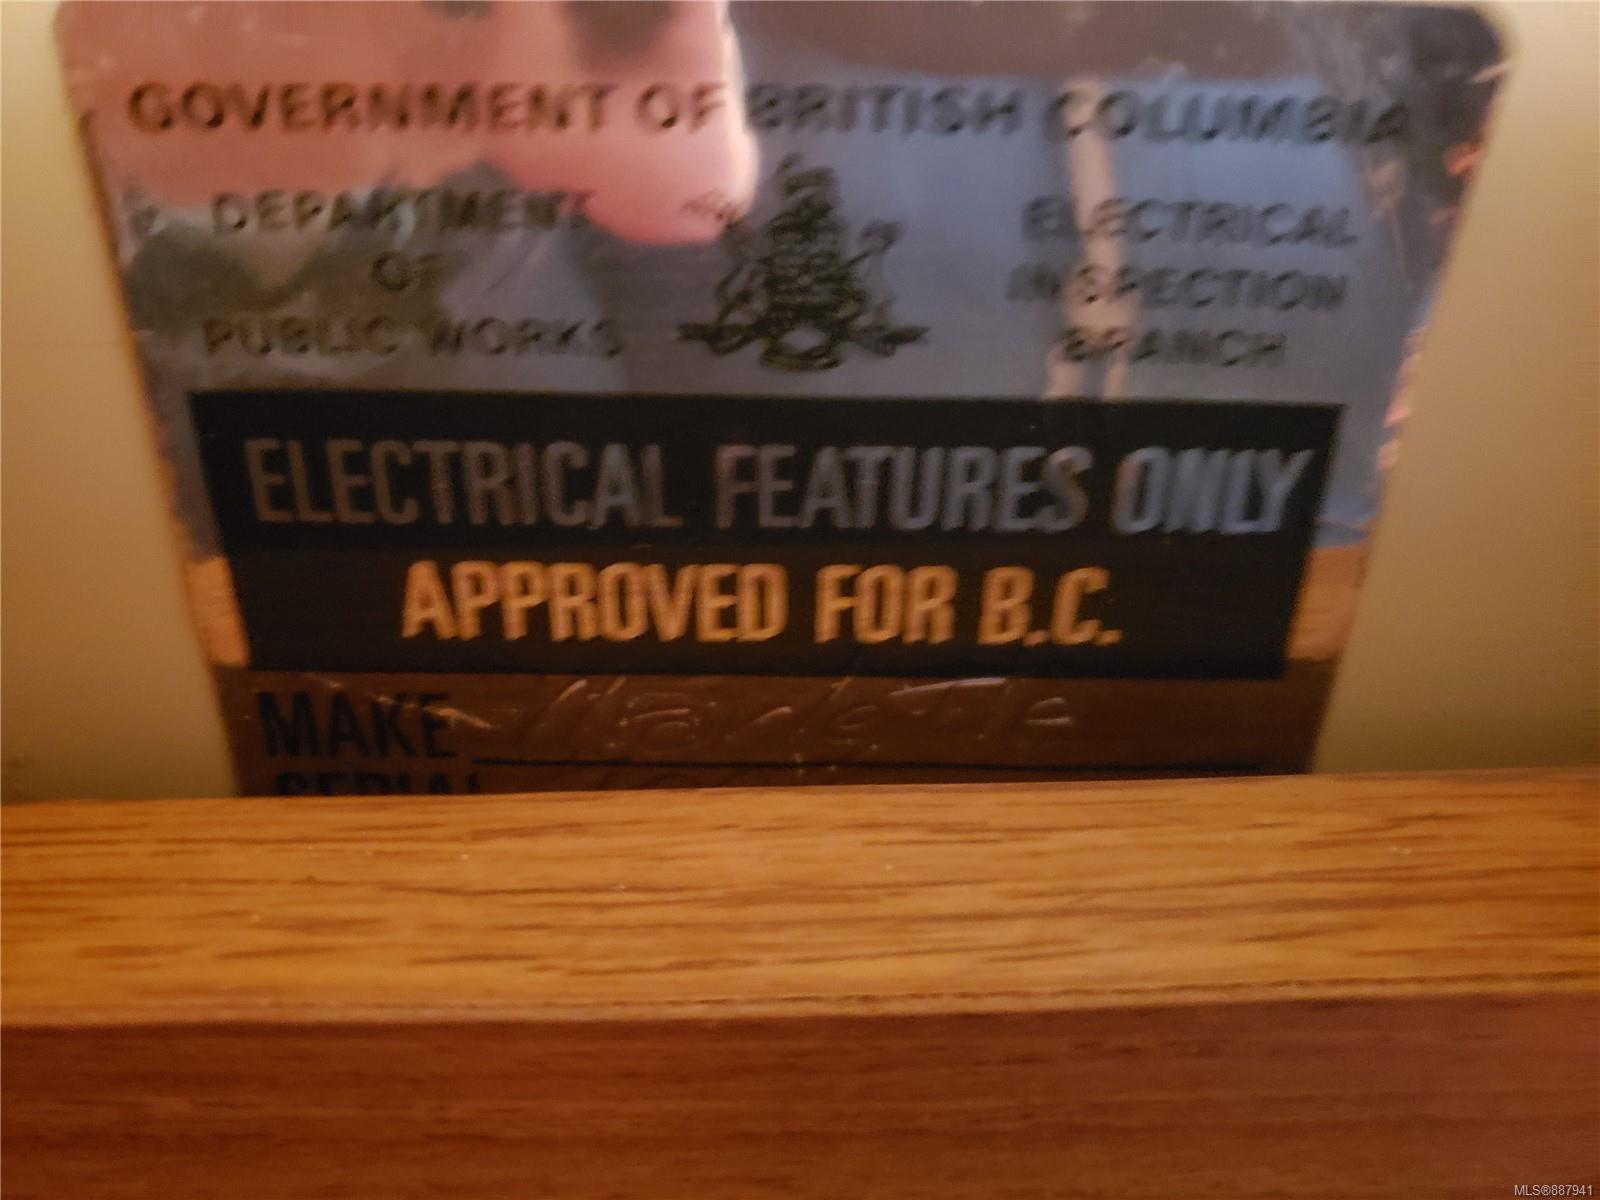 GOVERNMENT OF BRITISH COLUMBIA
DEPARTMENT
OF
PUBLIC WORKS
ELECTRICAL
INSPECTION
BRANCH
ELECTRICAL FEATURES ONLY
APPROVED FOR B.C.
MAKE
SERIAL
MLS®887941